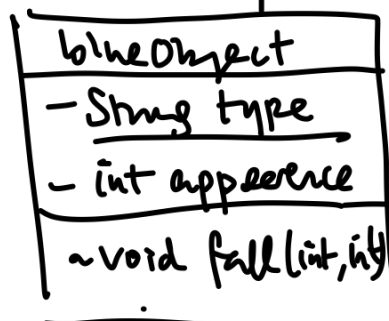 blueObject
- String type
- int appeerence
~void fall(int, int)